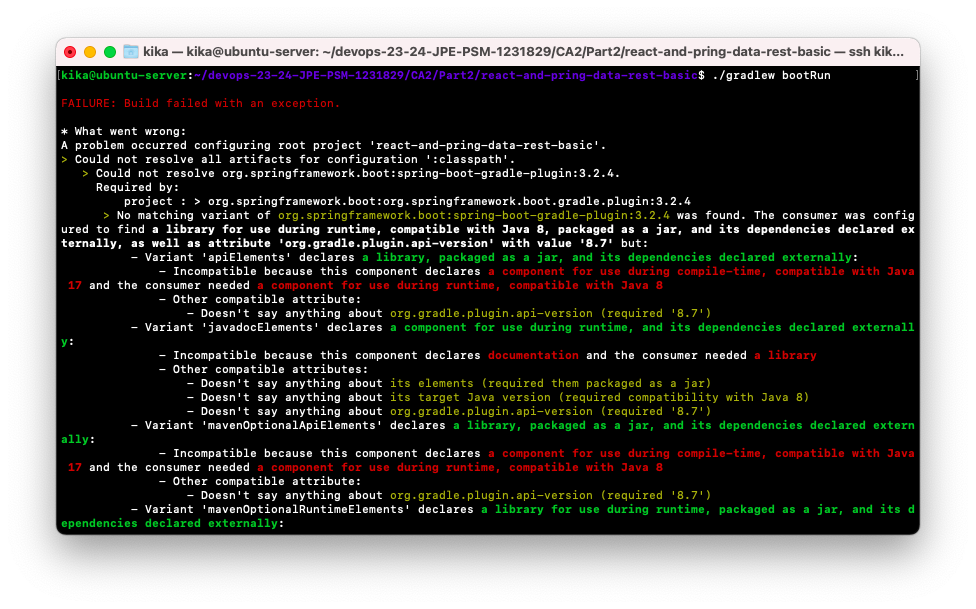 kika — kika@ubuntu-server: ~/devops-23-24-JPE-PSM-1231829/CA2/Part2/react-and-pring-data-rest-basic — ssh kik...
[kika@ubuntu-server:~/devops-23-24-JPE-PSM-1231829/CA2/Part2/react-and-pring-data-rest-basic$ ./gradlew bootRun ]
FAILURE: Build failed with an exception.
* What went wrong:
A problem occurred configuring root project 'react-and-pring-data-rest-basic'.
> Could not resolve all artifacts for configuration ':classpath'.
> Could not resolve org.springframework.boot:spring-boot-gradle-plugin:3.2.4.
Required by:
project : > org.springframework.boot:org.springframework.boot.gradle.plugin:3.2.4
> No matching variant of org.springframework.boot:spring-boot-gradle-plugin:3.2.4 was found. The consumer was config
ured to find a library for use during runtime, compatible with Java 8, packaged as a jar, and its dependencies declared ex
ternally, as well as attribute 'org.gradle.plugin.api-version' with value '8.7' but:
- Variant 'apiElements' declares a library, packaged as a jar, and its dependencies declared externally:
- Incompatible because this component declares a component for use during compile-time, compatible with Java
17 and the consumer needed a component for use during runtime, compatible with Java 8
- Other compatible attribute:
- Doesn't say anything about org.gradle.plugin.api-version (required '8.7')
- Variant 'javadocElements' declares a component for use during runtime, and its dependencies declared externall
y:
- Incompatible because this component declares documentation and the consumer needed a library
- Other compatible attributes:
- Doesn't say anything about its elements (required them packaged as a jar)
- Doesn't say anything about its target Java version (required compatibility with Java 8)
- Doesn't say anything about org.gradle.plugin.api-version (required '8.7')
- Variant 'mavenOptionalApiElements' declares a library, packaged as a jar, and its dependencies declared extern
ally:
- Incompatible because this component declares a component for use during compile-time, compatible with Java
17 and the consumer needed a component for use during runtime, compatible with Java 8
- Other compatible attribute:
- Doesn't say anything about org.gradle.plugin.api-version (required '8.7')
- Variant 'mavenOptionalRuntimeElements' declares a library for use during runtime, packaged as a jar, and its d
ependencies declared externally: